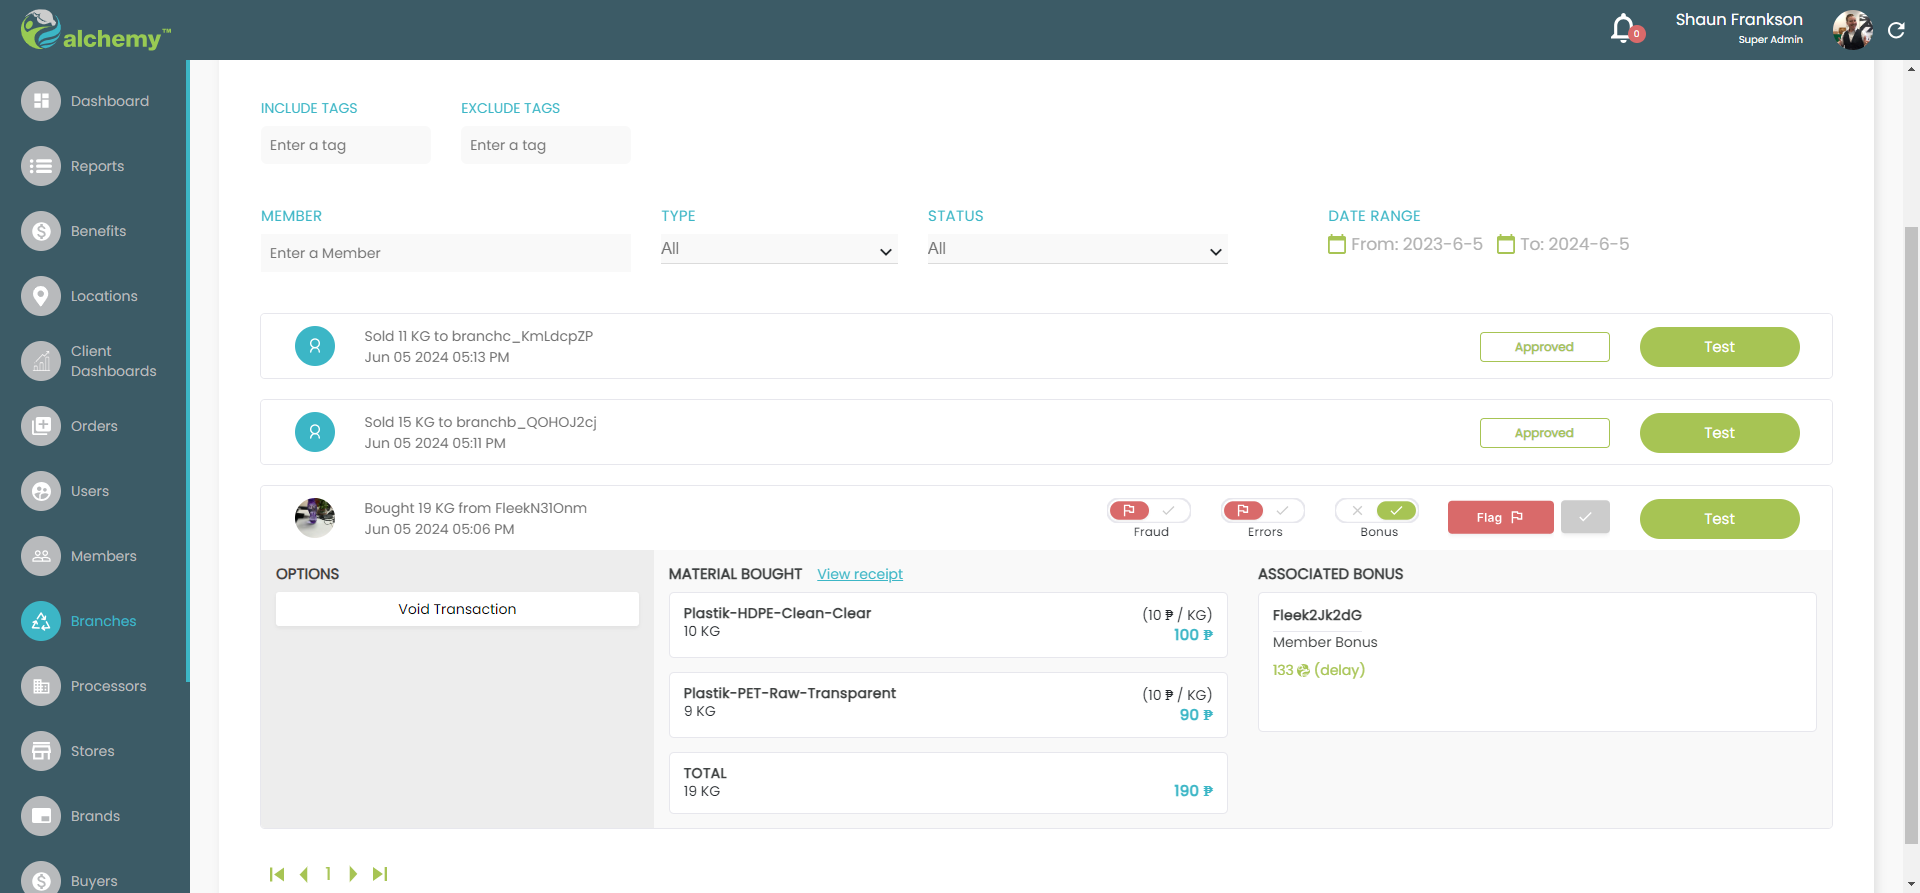 alchemy™
0
Shaun Frankson
Super Admin
Dashboard
Reports
Benefits
Locations
Client
Dashboards
Orders
Users
Members
Branches
Processors
Stores
Brands
Buyers
INCLUDE TAGS
EXCLUDE TAGS
Enter a tag
Enter a tag
MEMBER
TYPE
STATUS
DATE RANGE
Enter a Member
All
All
From: 2023-6-5
To: 2024-6-5
Sold 11 KG to branchc_KmLdcpZP
Jun 05 2024 05:13 PM
Approved
Test
Sold 15 KG to branchb_QOHOJ2cj
Jun 05 2024 05:11 PM
Approved
Test
Bought 19 KG from FleekN31Onm
Jun 05 2024 05:06 PM
Fraud
Errors
Bonus
Flag
Test
OPTIONS
Void Transaction
MATERIAL BOUGHT
View receipt
Plastik-HDPE-Clean-Clear
(10 ₱ / KG)
10 KG
100 ₱
Plastik-PET-Raw-Transparent
(10 ₱ / KG)
9 KG
90 ₱
TOTAL
19 KG
190 ₱
ASSOCIATED BONUS
Fleek2Jk2dG
Member Bonus
133 (delay)
1